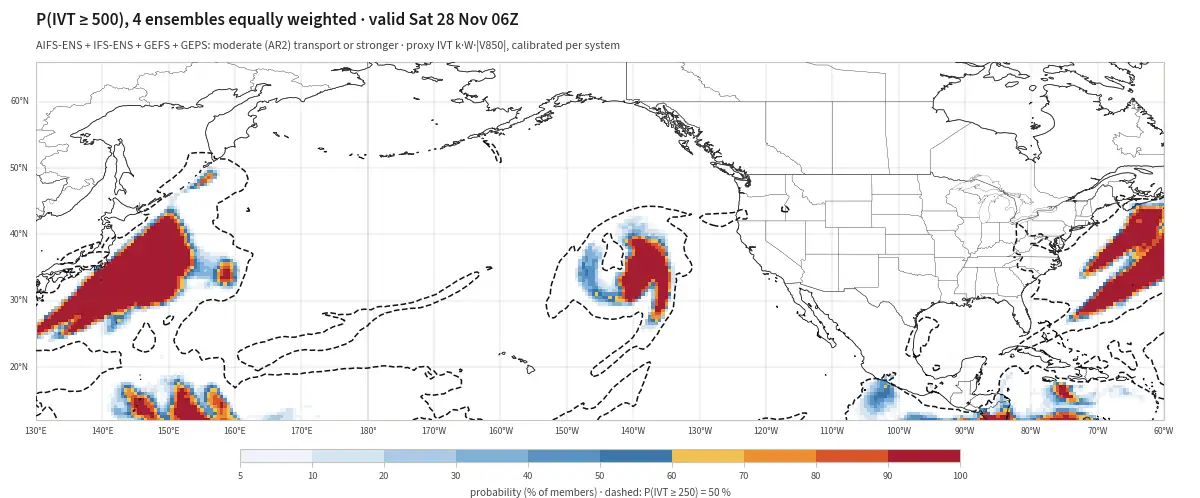 P(IVT ≥ 500), 4 ensembles equally weighted · valid Sat 28 Nov 06Z
AIFS-ENS + IFS-ENS + GEFS + GEPS: moderate (AR2) transport or stronger · proxy IVT k·W·|V850|, calibrated per system
60°N
50°N
40°N
30°N
20°N
130°E 140°E 150°E 160°E 170°E 180° 170°W 160°W 150°W 140°W 130°W 120°W 110°W 100°W 90°W 80°W 70°W 60°W
5 10 20 30 40 50 60 70 80 90 100
probability (% of members) · dashed: P(IVT ≥ 250) = 50 %